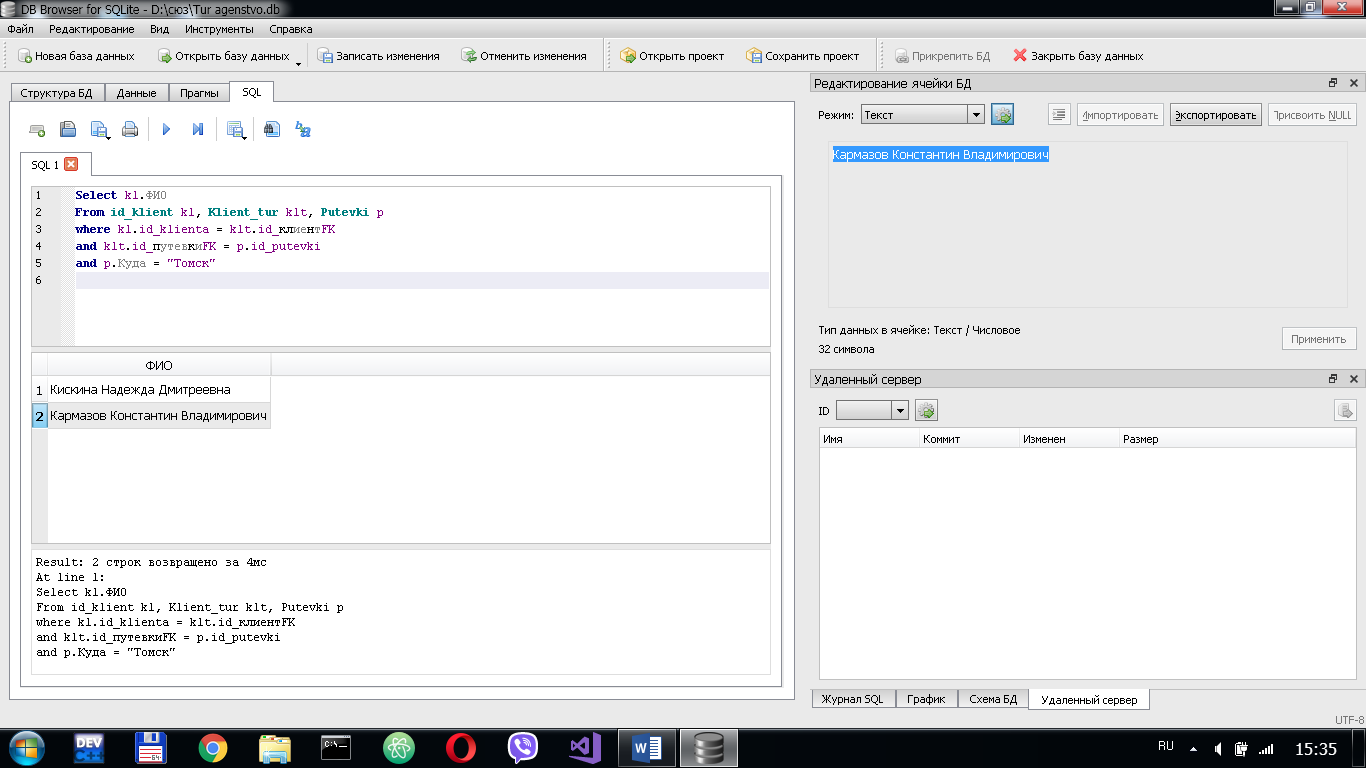 DB Browser for SQLite - D:\сюз\Tur agenstvo.db
Файл Редактирование Вид Инструменты Справка
Новая база данных Открыть базу данных Записать изменения Отменить изменения Открыть проект Сохранить проект Прикрепить БД Закрыть базу данных
Структура БД Данные Прагмы SQL
SQL 1
1 Select kl.ФИО
2 From id_klient kl, Klient_tur klt, Putevki p
3 where kl.id_klienta = klt.id_клиентFK
4 and klt.id_путевкиFK = p.id_putevki
5 and p.Куда = "Томск"
6
ФИО
1 Кискина Надежда Дмитреевна
2 Кармазов Константин Владимирович
Result: 2 строк возвращено за 4мс
At line 1:
Select kl.ФИО
From id_klient kl, Klient_tur klt, Putevki p
where kl.id_klienta = klt.id_клиентFK
and klt.id_путевкиFK = p.id_putevki
and p.Куда = "Томск"
Редактирование ячейки БД
Режим: Текст Импортировать Экспортировать Присвоить NULL
Кармазов Константин Владимирович
Тип данных в ячейке: Текст / Числовое
32 символа
Применить
Удаленный сервер
ID
Имя Коммит Изменен Размер
Журнал SQL График Схема БД Удаленный сервер
UTF-8
DEV C++
64
C:\
W
RU 15:35